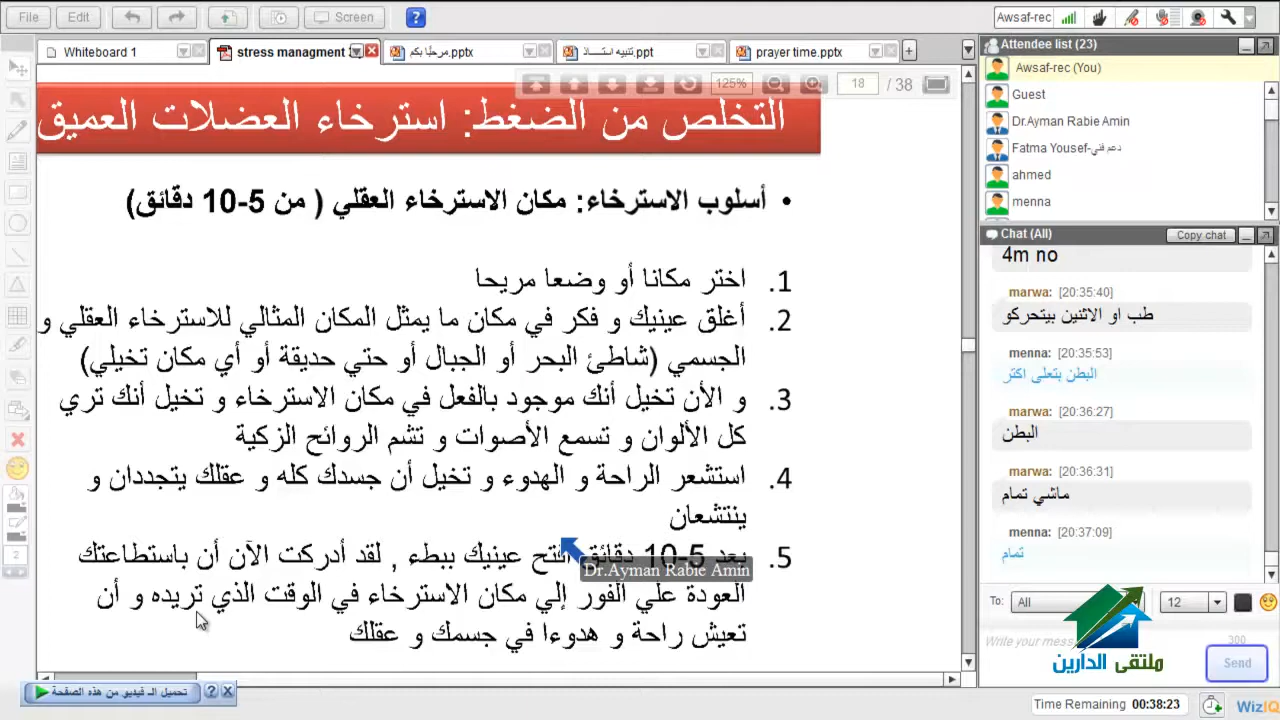 File
Edit
Screen
?
Awsaf-rec
Whiteboard 1
stress managment
مرحبًا بكم.pptx
تنبيه استـــاذ.ppt
prayer time.pptx
Attendee list (23)
Awsaf-rec (You)
Guest
Dr.Ayman Rabie Amin
Fatma Yousef-دعم فني
ahmed
menna
125%
18 / 38
التخلص من الضغط: استرخاء العضلات العميق
• أسلوب الاسترخاء: مكان الاسترخاء العقلي ( من 5-10 دقائق)
1. اختر مكانا أو وضعا مريحا
2. أغلق عينيك و فكر في مكان ما يمثل المكان المثالي للاسترخاء العقلي و
الجسمي (شاطئ البحر أو الجبال أو حتي حديقة أو أي مكان تخيلي)
3. و الأن تخيل أنك موجود بالفعل في مكان الاسترخاء و تخيل أنك تري
كل الألوان و تسمع الأصوات و تشم الروائح الزكية
4. استشعر الراحة و الهدوء و تخيل أن جسدك كله و عقلك يتجددان و
ينتشعان
5. بعد 5-10 دقائق افتح عينيك ببطء , لقد أدركت الآن أن باستطاعتك
العودة علي الفور إلي مكان الاسترخاء في الوقت الذي تريده و أن
تعيش راحة و هدوءا في جسمك و عقلك
Dr.Ayman Rabie Amin
Chat (All)
Copy chat
4m no
marwa: [20:35:40]
طب او الاثنين بيتحركو
menna: [20:35:53]
البطن بتعلى اكتر
marwa: [20:36:27]
البطن
marwa: [20:36:31]
ماشي تمام
menna: [20:37:09]
تمام
To: All
12
Write your mess
300
Send
ملتقى الدارين
تحميل الـ فيديو من هذه الصفحة
? X
2
Time Remaining 00:38:23
WizIQ